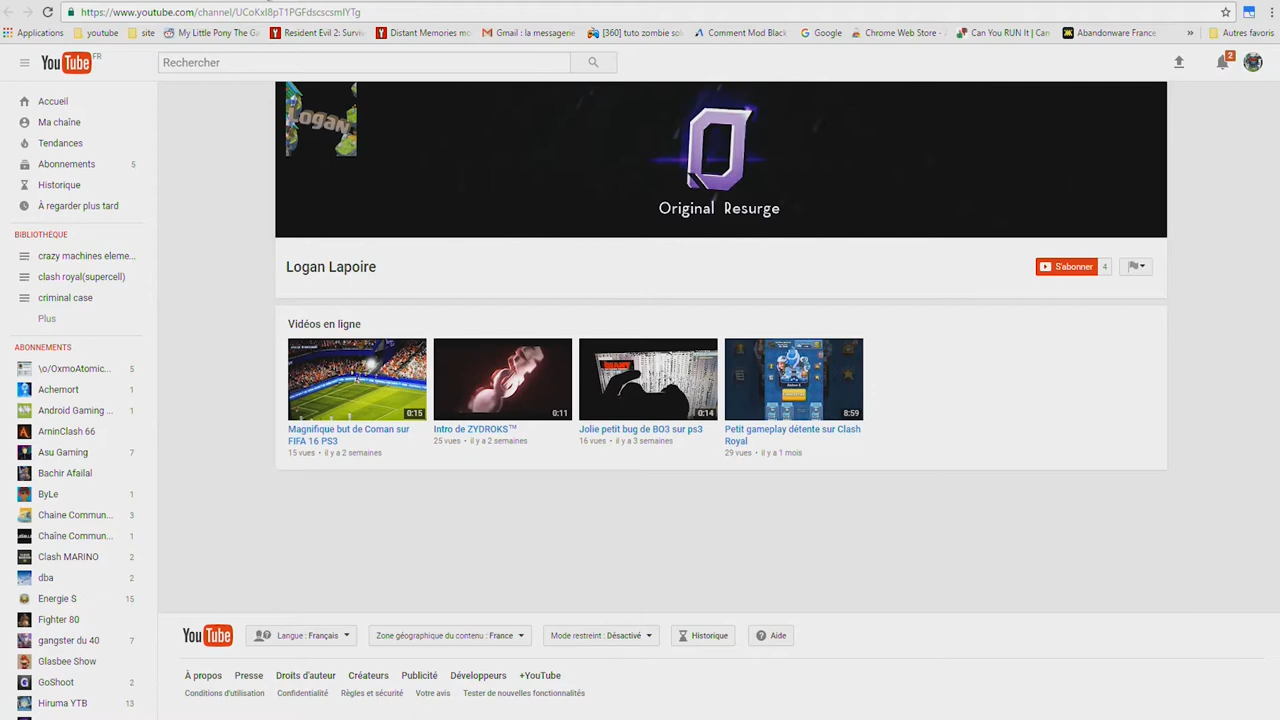 https://www.youtube.com/channel/UCoKxI8pT1PGFdscscsmIYTg
Applications youtube site My Little Pony The Ga Resident Evil 2: Surviv Distant Memories mo Gmail : la messagerie [360] tuto zombie sol Comment Mod Black Google Chrome Web Store - Can You RUN It | Can Abandonware France » Autres favoris
YouTube FR
Rechercher
2
Accueil
Ma chaîne
Tendances
Abonnements 5
Historique
À regarder plus tard
BIBLIOTHÈQUE
crazy machines eleme...
clash royal(supercell)
criminal case
Plus
ABONNEMENTS
\o/OxmoAtomic... 5
Achemort 1
Android Gaming ... 1
ArninClash 66
Asu Gaming 7
Bachir Afailal
ByLe 1
Chaine Commun... 3
Chaîne Commun... 1
Clash MARINO 2
dba 2
Energie S 15
Fighter 80
gangster du 40 7
Glasbee Show
GoShoot 2
Hiruma YTB 13
Logan
Original Resurge
Logan Lapoire
S'abonner 4
Vidéos en ligne
0:15 0:11 0:14 8:59
Magnifique but de Coman sur
FIFA 16 PS3
15 vues • il y a 2 semaines
Intro de ZYDROKS™
25 vues • il y a 2 semaines
Jolie petit bug de BO3 sur ps3
16 vues • il y a 3 semaines
Petit gameplay détente sur Clash
Royal
29 vues • il y a 1 mois
YouTube Langue : Français Zone géographique du contenu : France Mode restreint : Désactivé Historique Aide
À propos Presse Droits d'auteur Créateurs Publicité Développeurs +YouTube
Conditions d'utilisation Confidentialité Règles et sécurité Votre avis Tester de nouvelles fonctionnalités